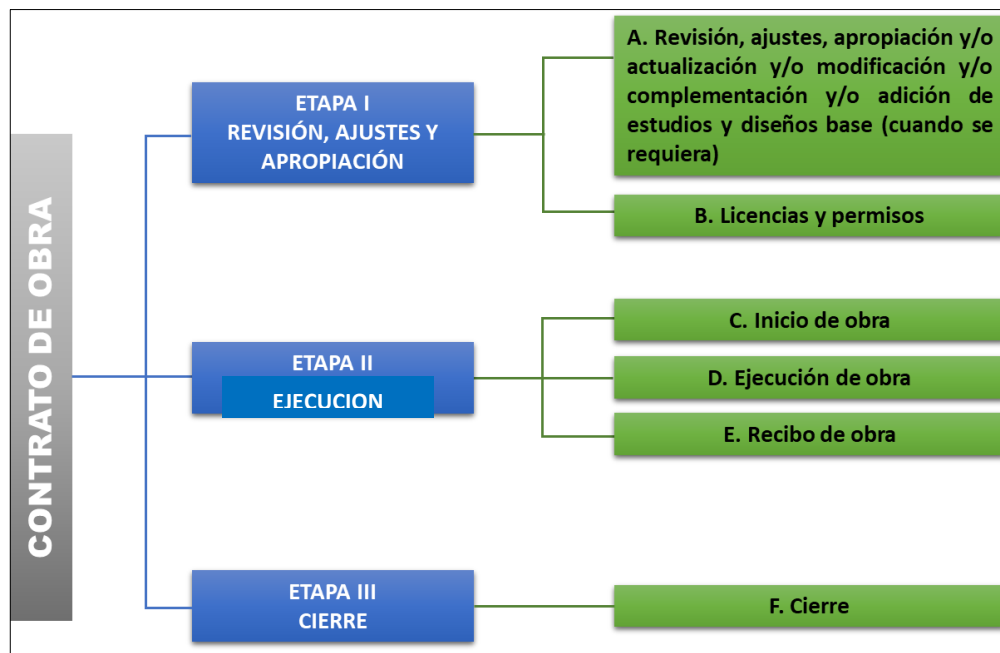 CONTRATO DE OBRA
ETAPA I
REVISIÓN, AJUSTES Y
APROPIACIÓN
A. Revisión, ajustes, apropiación y/o
actualización y/o modificación y/o
complementación y/o adición de
estudios y diseños base (cuando se
requiera)
B. Licencias y permisos
ETAPA II
EJECUCION
C. Inicio de obra
D. Ejecución de obra
E. Recibo de obra
ETAPA III
CIERRE
F. Cierre